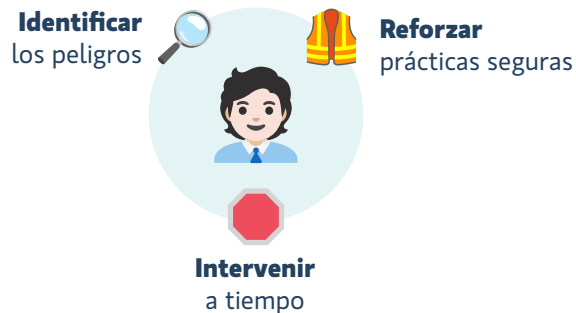 Identificar
los peligros
Reforzar
prácticas seguras
Intervenir
a tiempo